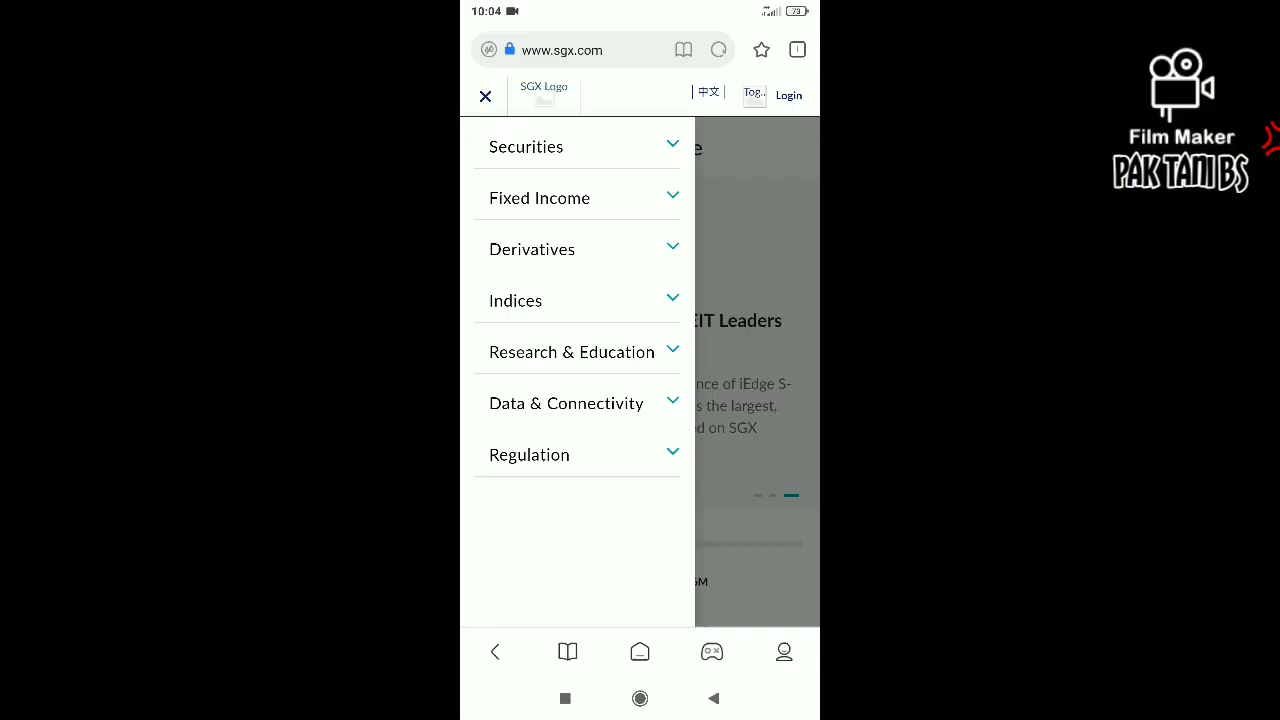 10:04
73
www.sgx.com
SGX Logo
| 中文 |
Tog..
Login
Securities
Fixed Income
Derivatives
Indices
Research & Education
Data & Connectivity
Regulation
e
EIT Leaders
nce of iEdge S-
s the largest,
ed on SGX
Film Maker
PAK TANI BS